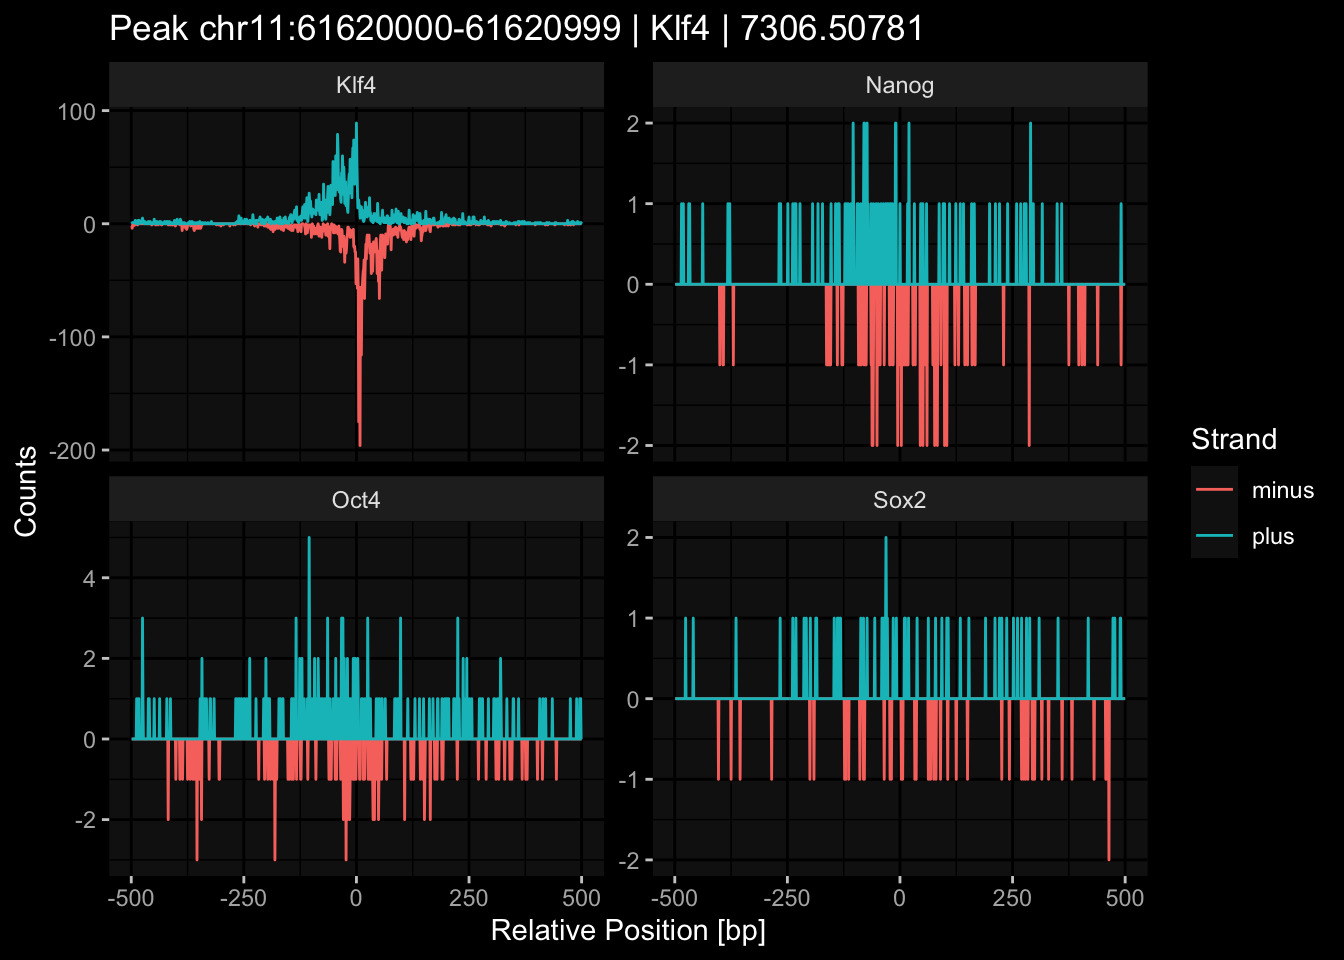 Peak chr11:61620000-61620999 | Klf4 | 7306.50781
Klf4
Nanog
100
0
-100
-200
2
1
0
-1
-2
Oct4
Sox2
4
2
0
-2
2
1
0
-1
-2
-500
-250
0
250
500
-500
-250
0
250
500
Relative Position [bp]
Counts
Strand
minus
plus